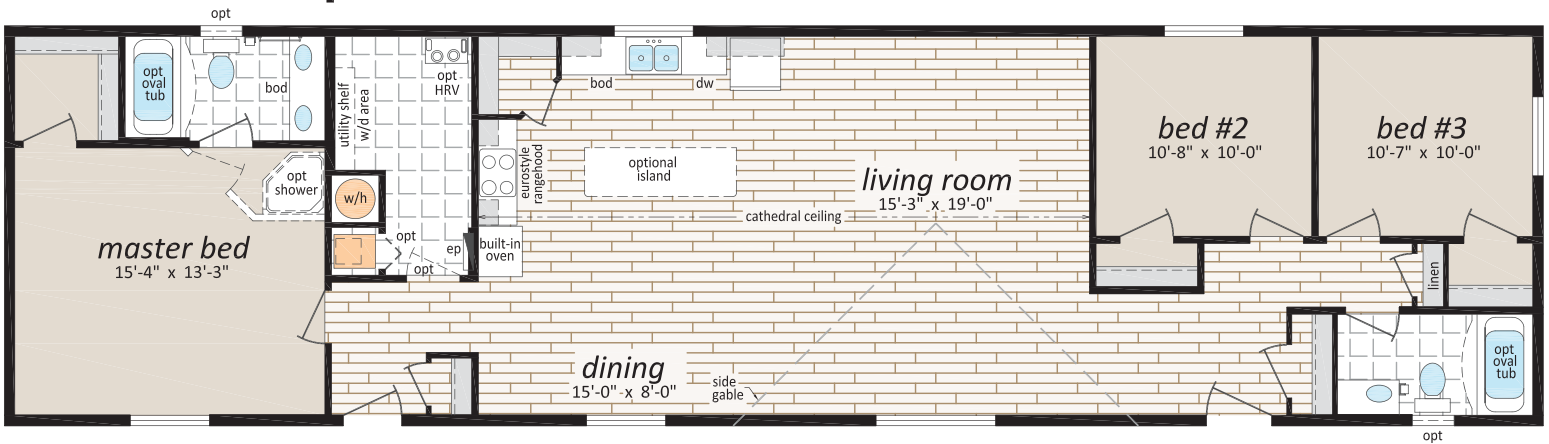 opt
opt
oval
tub
bod
utility shelf
w/d area
opt
HRV
bod
dw
eurostyle
rangehood
optional
island
bed #2
10'-8" x 10'-0"
bed #3
10'-7" x 10'-0"
opt
shower
w/h
living room
15'-3" x 19'-0"
cathedral ceiling
master bed
15'-4" x 13'-3"
opt
opt
ep
built-in
oven
linen
dining
15'-0" x 8'-0"
side
gable
opt
oval
tub
opt